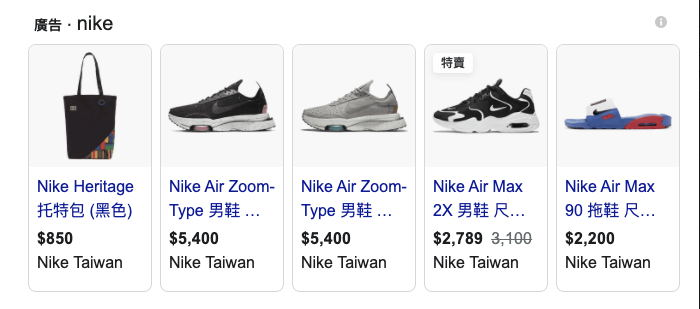 廣告 · nike
特賣
Nike Heritage
托特包 (黑色)
$850
Nike Taiwan
Nike Air Zoom-
Type 男鞋 ...
$5,400
Nike Taiwan
Nike Air Zoom-
Type 男鞋 ...
$5,400
Nike Taiwan
Nike Air Max
2X 男鞋 尺...
$2,789 3,100
Nike Taiwan
Nike Air Max
90 拖鞋 尺...
$2,200
Nike Taiwan